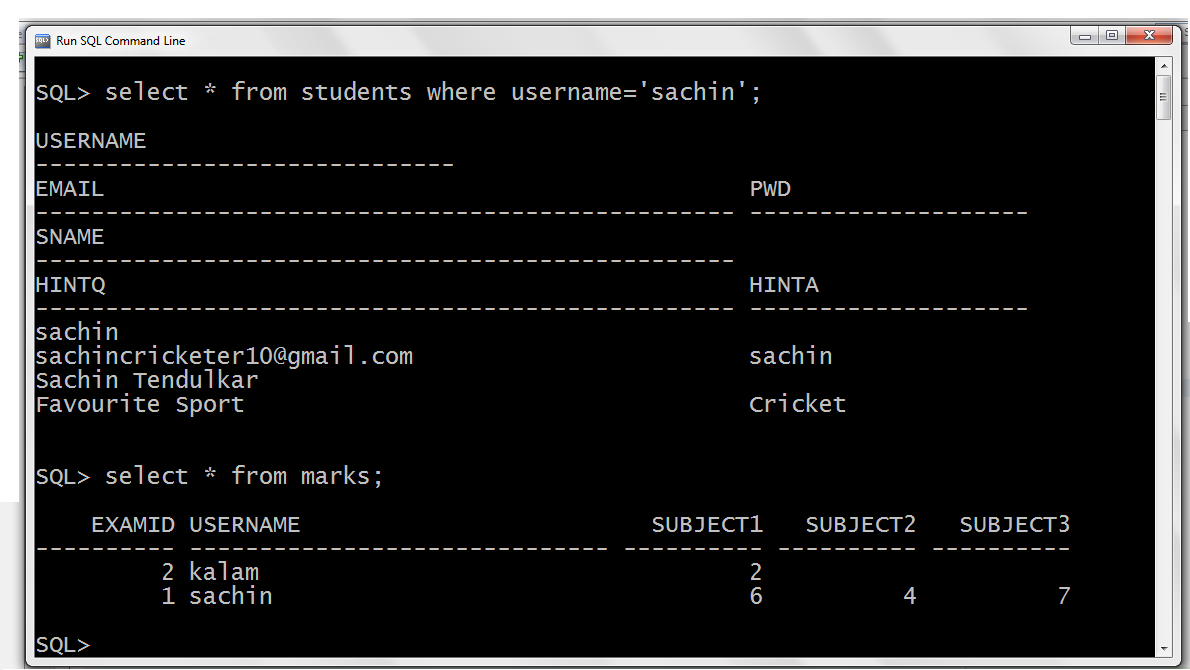 Run SQL Command Line
SQL> select * from students where username='sachin';
USERNAME
------------------------------
EMAIL PWD
-------------------------------------------------- --------------------
SNAME
--------------------------------------------------
HINTQ HINTA
-------------------------------------------------- --------------------
sachin
sachincricketer10@gmail.com sachin
Sachin Tendulkar
Favourite Sport Cricket
SQL> select * from marks;
EXAMID USERNAME SUBJECT1 SUBJECT2 SUBJECT3
---------- ------------------------------ ---------- ---------- ----------
2 kalam 2
1 sachin 6 4 7
SQL>